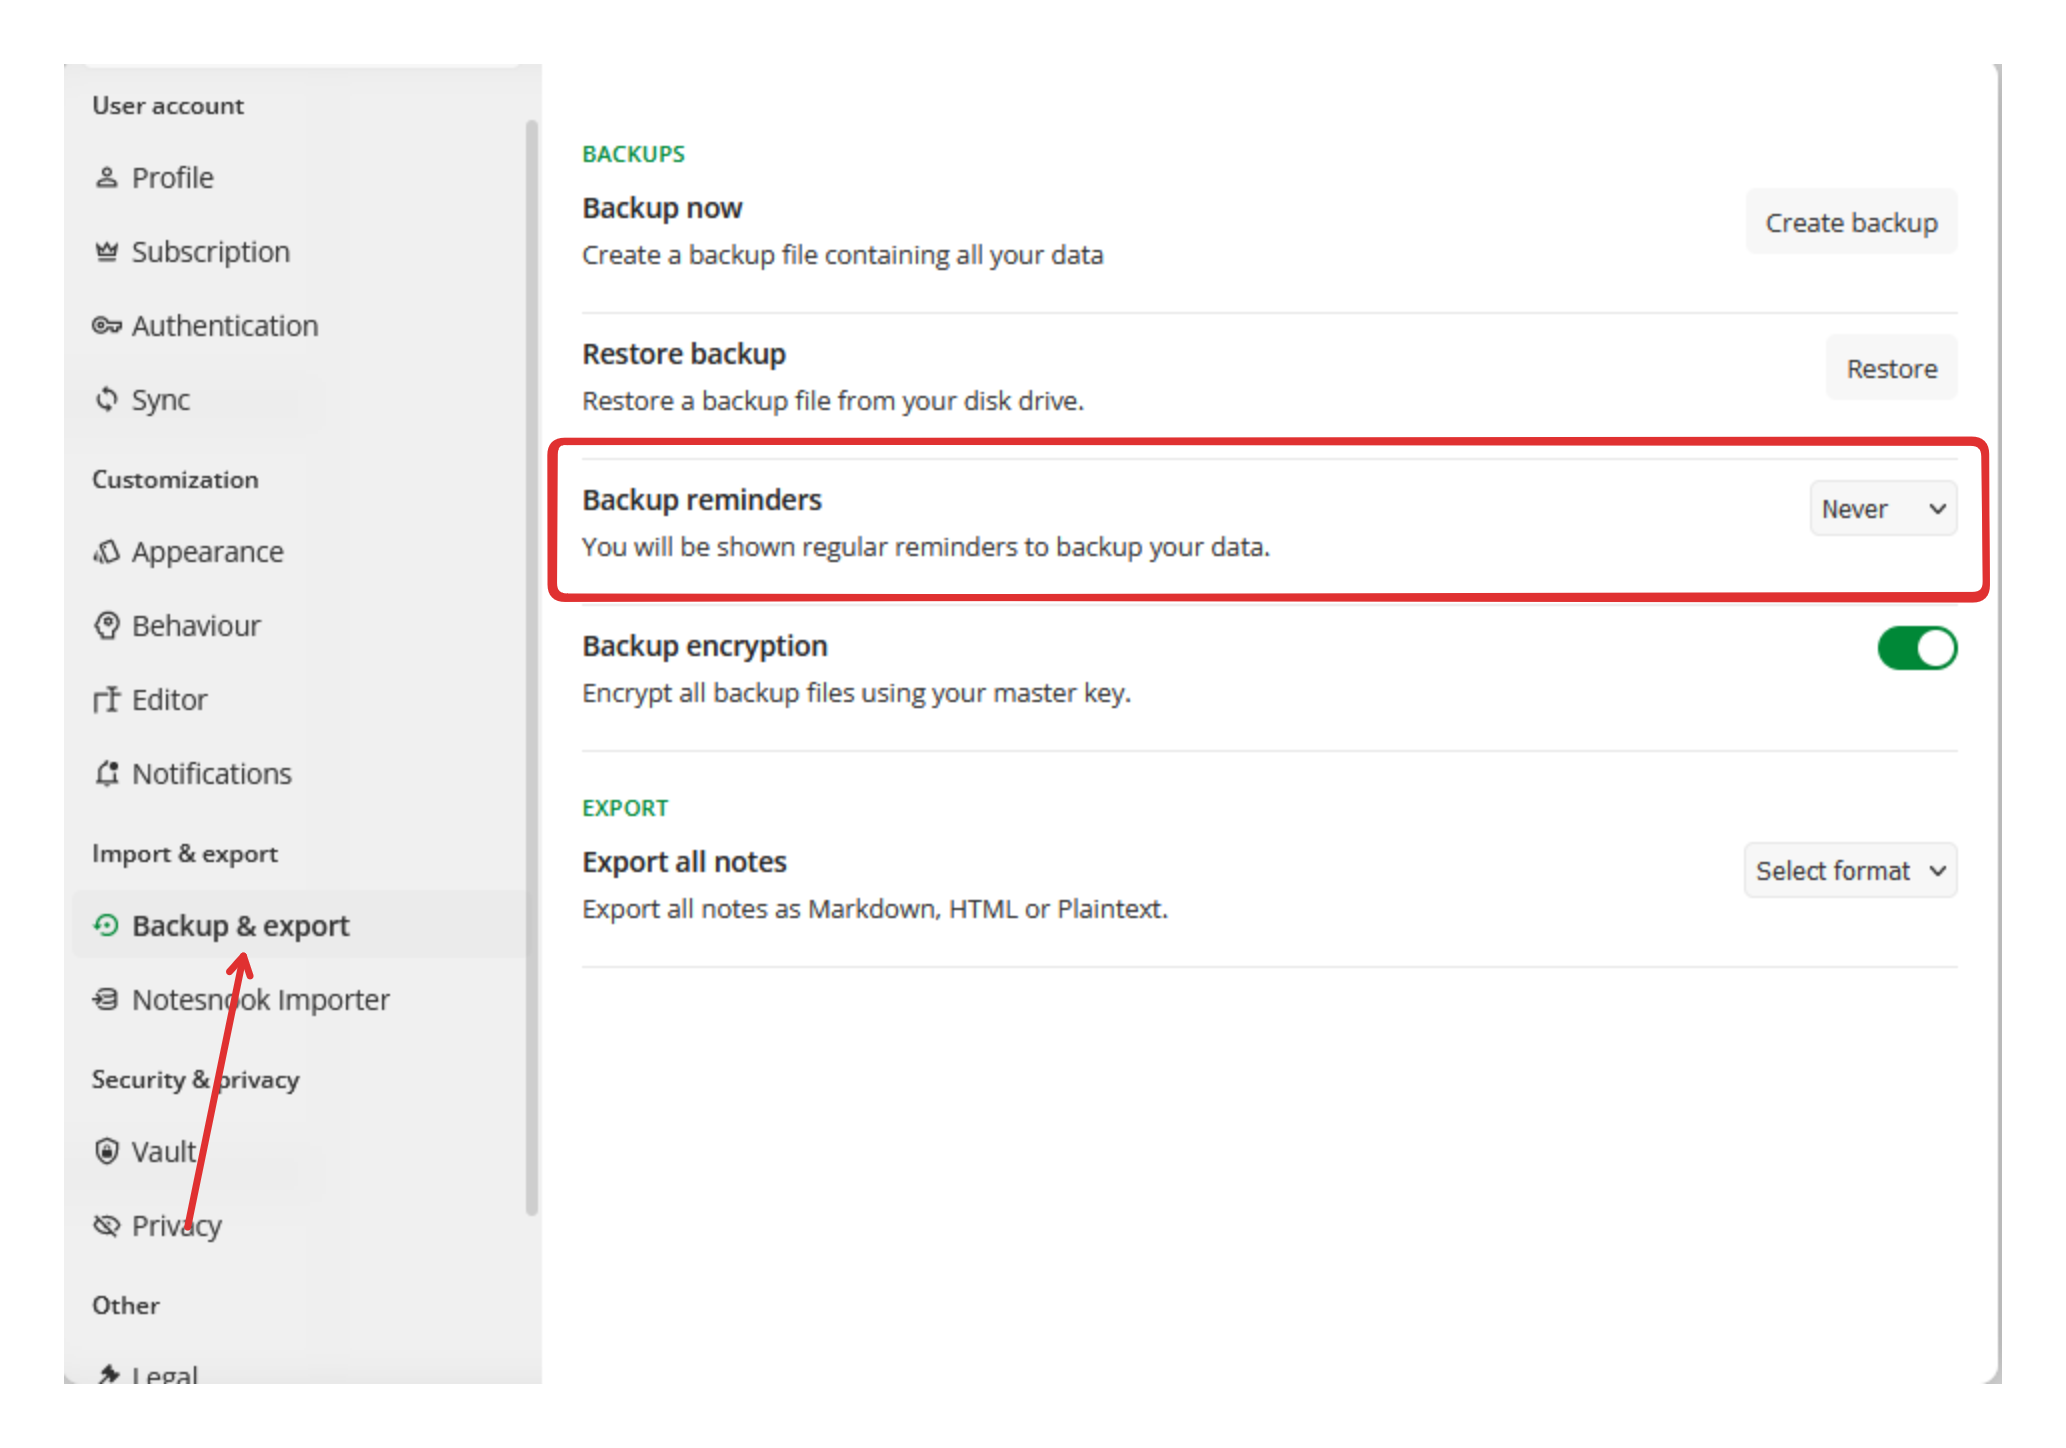 User account
Profile
Subscription
Authentication
Sync
Customization
Appearance
Behaviour
Editor
Notifications
Import & export
Backup & export
Notesnook Importer
Security & privacy
Vault
Privacy
Other
Legal
BACKUPS
Backup now
Create backup
Create a backup file containing all your data
Restore backup
Restore
Restore a backup file from your disk drive.
Backup reminders
Never
You will be shown regular reminders to backup your data.
Backup encryption
Encrypt all backup files using your master key.
EXPORT
Export all notes
Select format
Export all notes as Markdown, HTML or Plaintext.